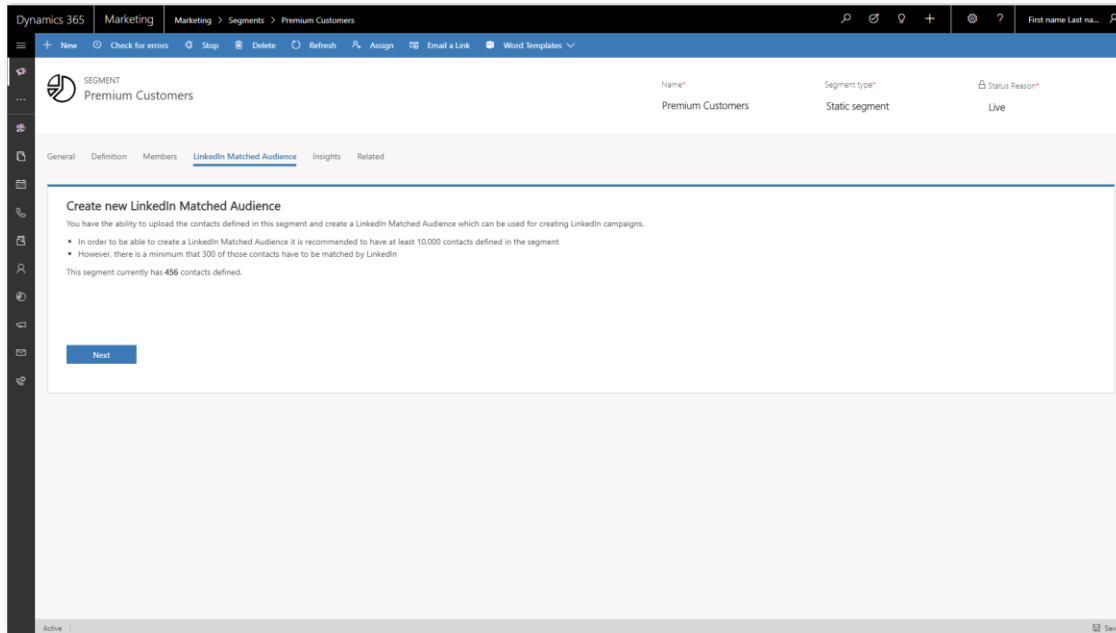 Dynamics 365 Marketing Marketing > Segments > Premium Customers First name Last na...
New Check for errors Stop Delete Refresh Assign Email a Link Word Templates
SEGMENT
Premium Customers
Name* Segment type* Status Reason*
Premium Customers Static segment Live
General Definition Members LinkedIn Matched Audience Insights Related
Create new LinkedIn Matched Audience
You have the ability to upload the contacts defined in this segment and create a LinkedIn Matched Audience which can be used for creating LinkedIn campaigns.
In order to be able to create a LinkedIn Matched Audience it is recommended to have at least 10.000 contacts defined in the segment
However, there is a minimum that 300 of those contacts have to be matched by LinkedIn
This segment currently has 456 contacts defined.
Next
Active Sav